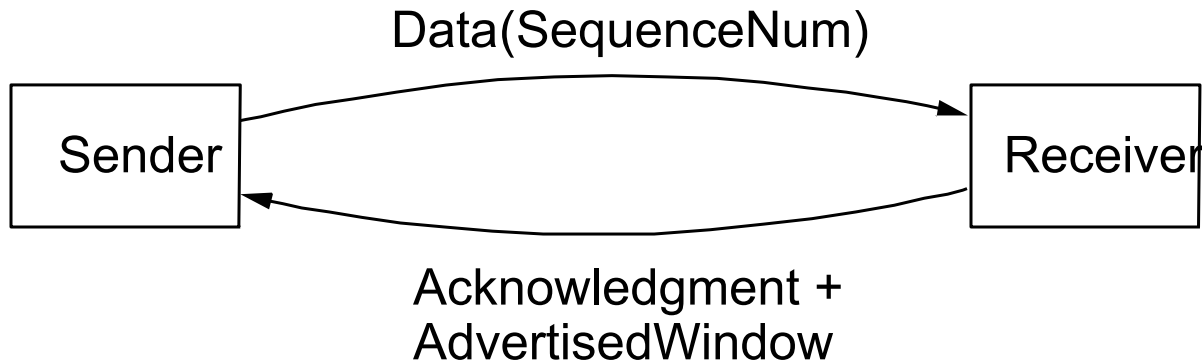 Data(SequenceNum)
Sender
Receiver
Acknowledgment +
AdvertisedWindow